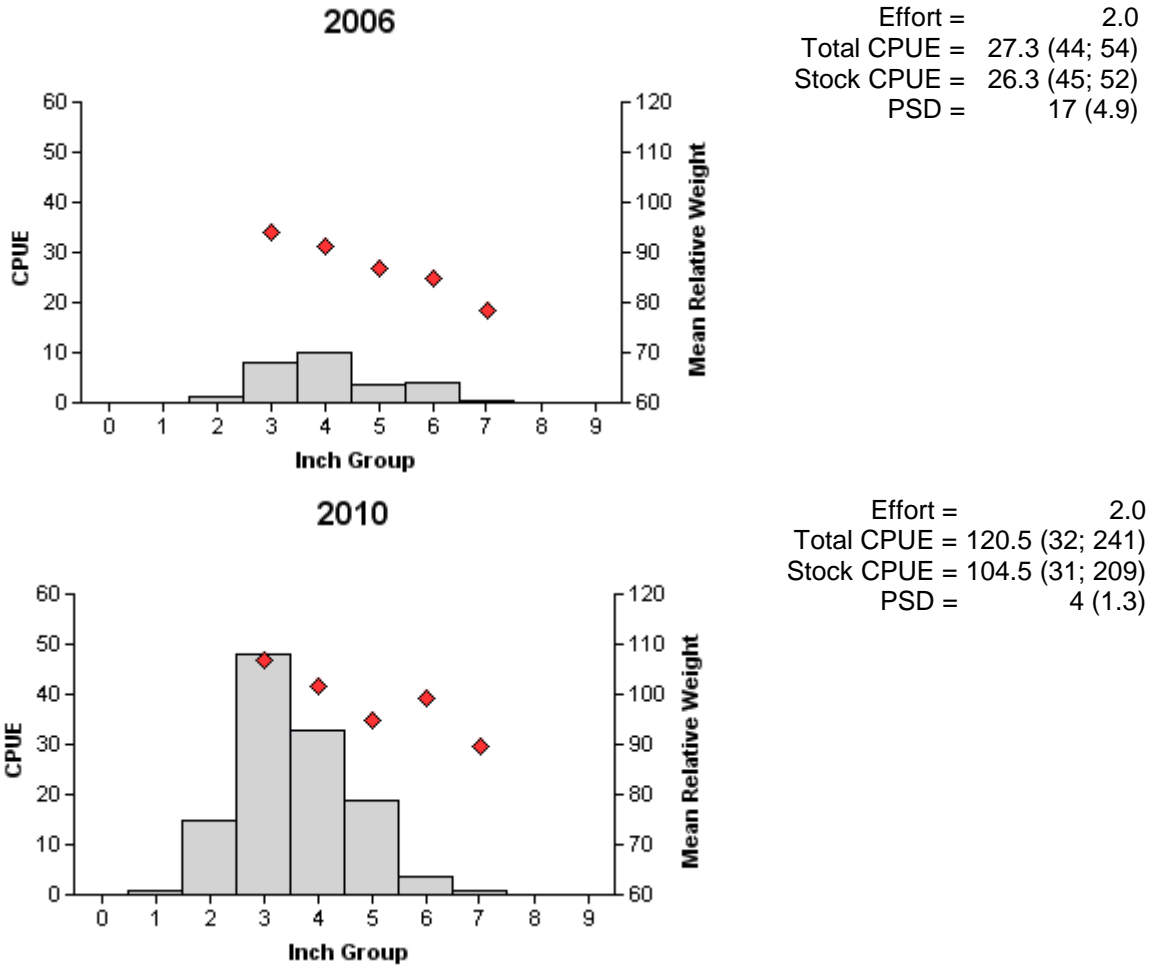 2006
Effort = 2.0
Total CPUE = 27.3 (44; 54)
Stock CPUE = 26.3 (45; 52)
PSD = 17 (4.9)
60
50
40
30
20
10
0
CPUE
120
110
100
90
80
70
60
Mean Relative Weight
0 1 2 3 4 5 6 7 8 9
Inch Group
2010
Effort = 2.0
Total CPUE = 120.5 (32; 241)
Stock CPUE = 104.5 (31; 209)
PSD = 4 (1.3)
60
50
40
30
20
10
0
CPUE
120
110
100
90
80
70
60
Mean Relative Weight
0 1 2 3 4 5 6 7 8 9
Inch Group